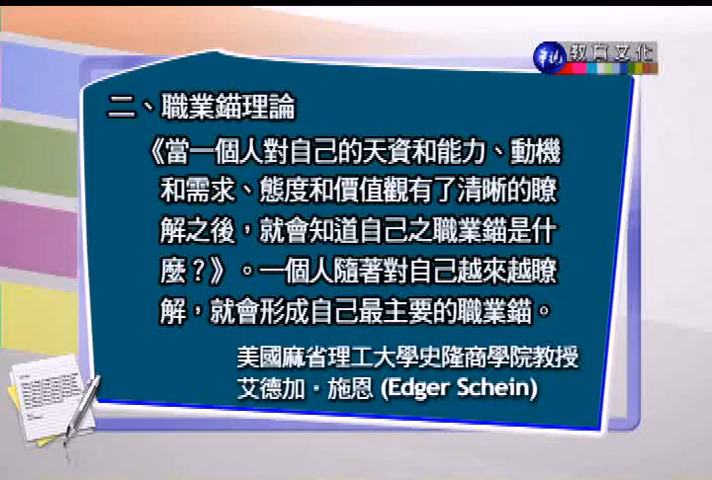 華視 教育文化
二、職業錨理論
《當一個人對自己的天資和能力、動機
和需求、態度和價值觀有了清晰的瞭
解之後，就會知道自己之職業錨是什
麼？》。一個人隨著對自己越來越瞭
解，就會形成自己最主要的職業錨。
美國麻省理工大學史隆商學院教授
艾德加．施恩 (Edger Schein)